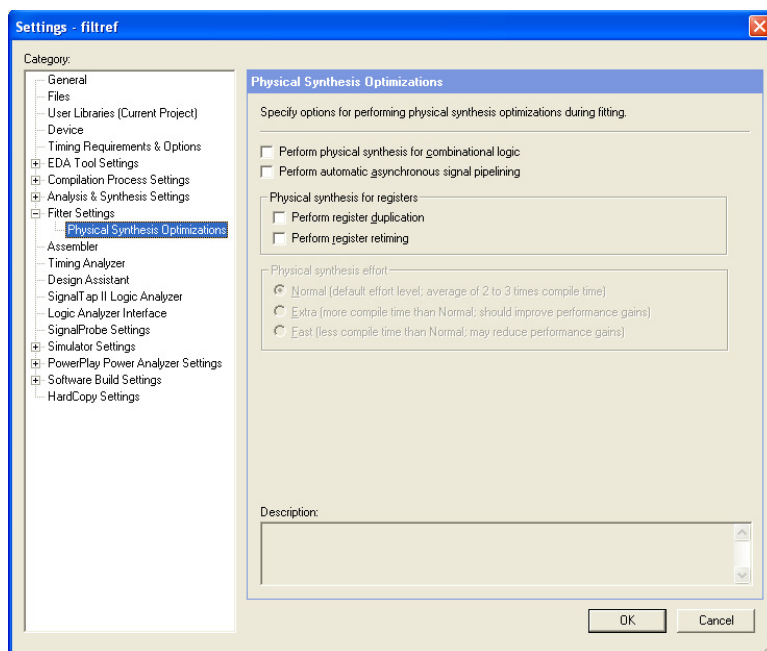 Settings - filtref
Category:
General
Files
User Libraries (Current Project)
Device
Timing Requirements & Options
EDA Tool Settings
Compilation Process Settings
Analysis & Synthesis Settings
Fitter Settings
Physical Synthesis Optimizations
Assembler
Timing Analyzer
Design Assistant
SignalTap II Logic Analyzer
Logic Analyzer Interface
SignalProbe Settings
Simulator Settings
PowerPlay Power Analyzer Settings
Software Build Settings
HardCopy Settings
Physical Synthesis Optimizations
Specify options for performing physical synthesis optimizations during fitting.
Perform physical synthesis for combinational logic
Perform automatic asynchronous signal pipelining
Physical synthesis for registers
Perform register duplication
Perform register retiming
Physical synthesis effort
Normal (default effort level; average of 2 to 3 times compile time)
Extra (more compile time than Normal; should improve performance gains)
Fast (less compile time than Normal; may reduce performance gains)
Description:
OK
Cancel